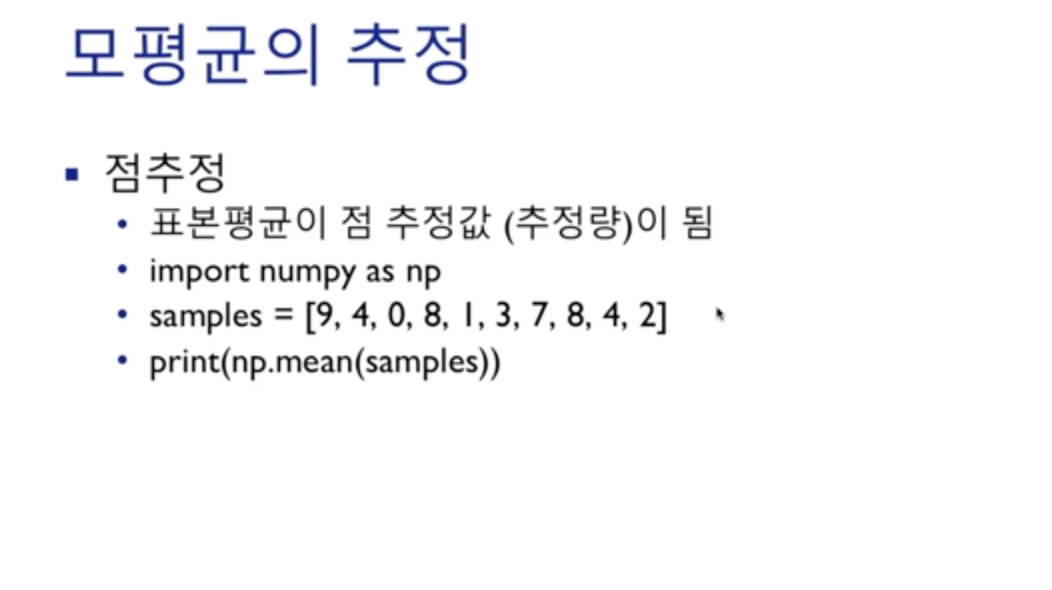 모평균의 추정
점추정
표본평균이 점 추정값 (추정량)이 됨
import numpy as np
samples = [9, 4, 0, 8, 1, 3, 7, 8, 4, 2]
print(np.mean(samples))